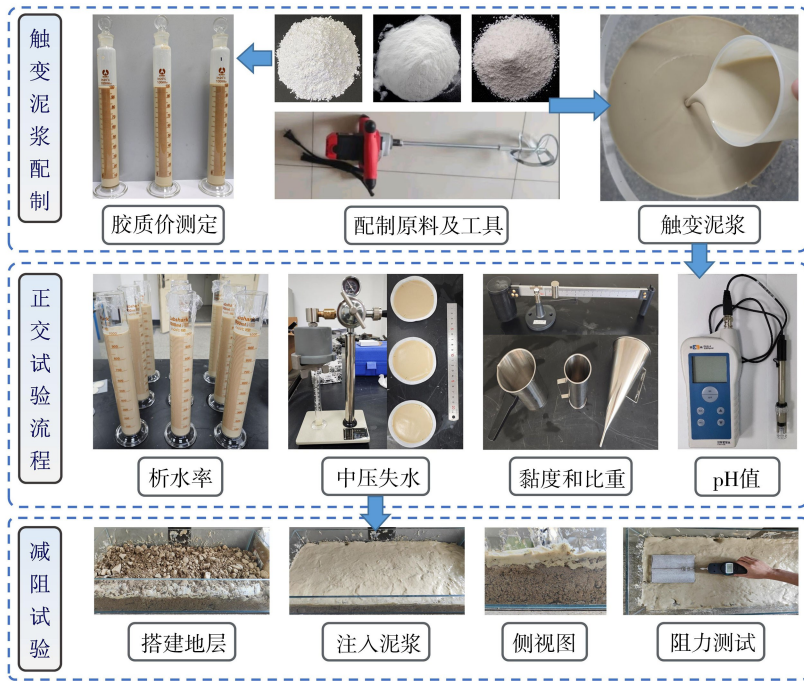 触变泥浆配制
胶质价测定
配制原料及工具
触变泥浆
正交试验流程
析水率
中压失水
黏度和比重
pH值
减阻试验
搭建地层
注入泥浆
侧视图
阻力测试